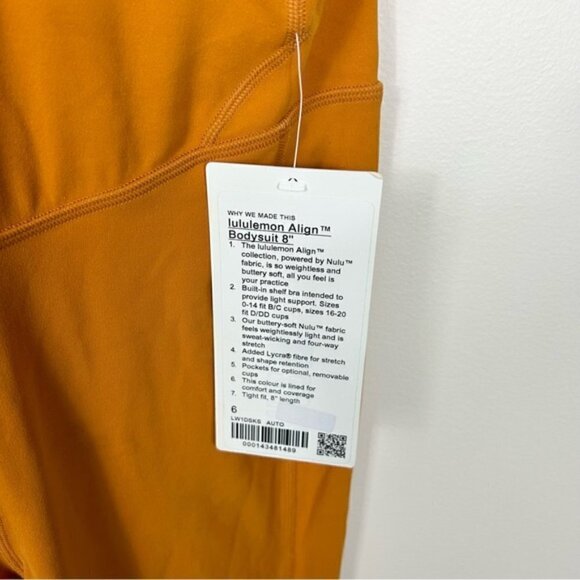 WHY WE MADE THIS
lululemon Align™
Bodysuit 8"
1. The lululemon Align™
collection, powered by Nulu™
fabric, is so weightless and
buttery soft, all you feel is
your practice
2. Built-in shelf bra intended to
provide light support. Sizes
0-14 fit B/C cups, sizes 16-20
fit D/DD cups
3. Our buttery-soft Nulu™ fabric
feels weightlessly light and is
sweat-wicking and four-way
stretch
4. Added Lycra® fibre for stretch
and shape retention
5. Pockets for optional, removable
cups
6. This colour is lined for
comfort and coverage
7. Tight fit, 8" length
6
LW1DSKS AUTO
000143481489